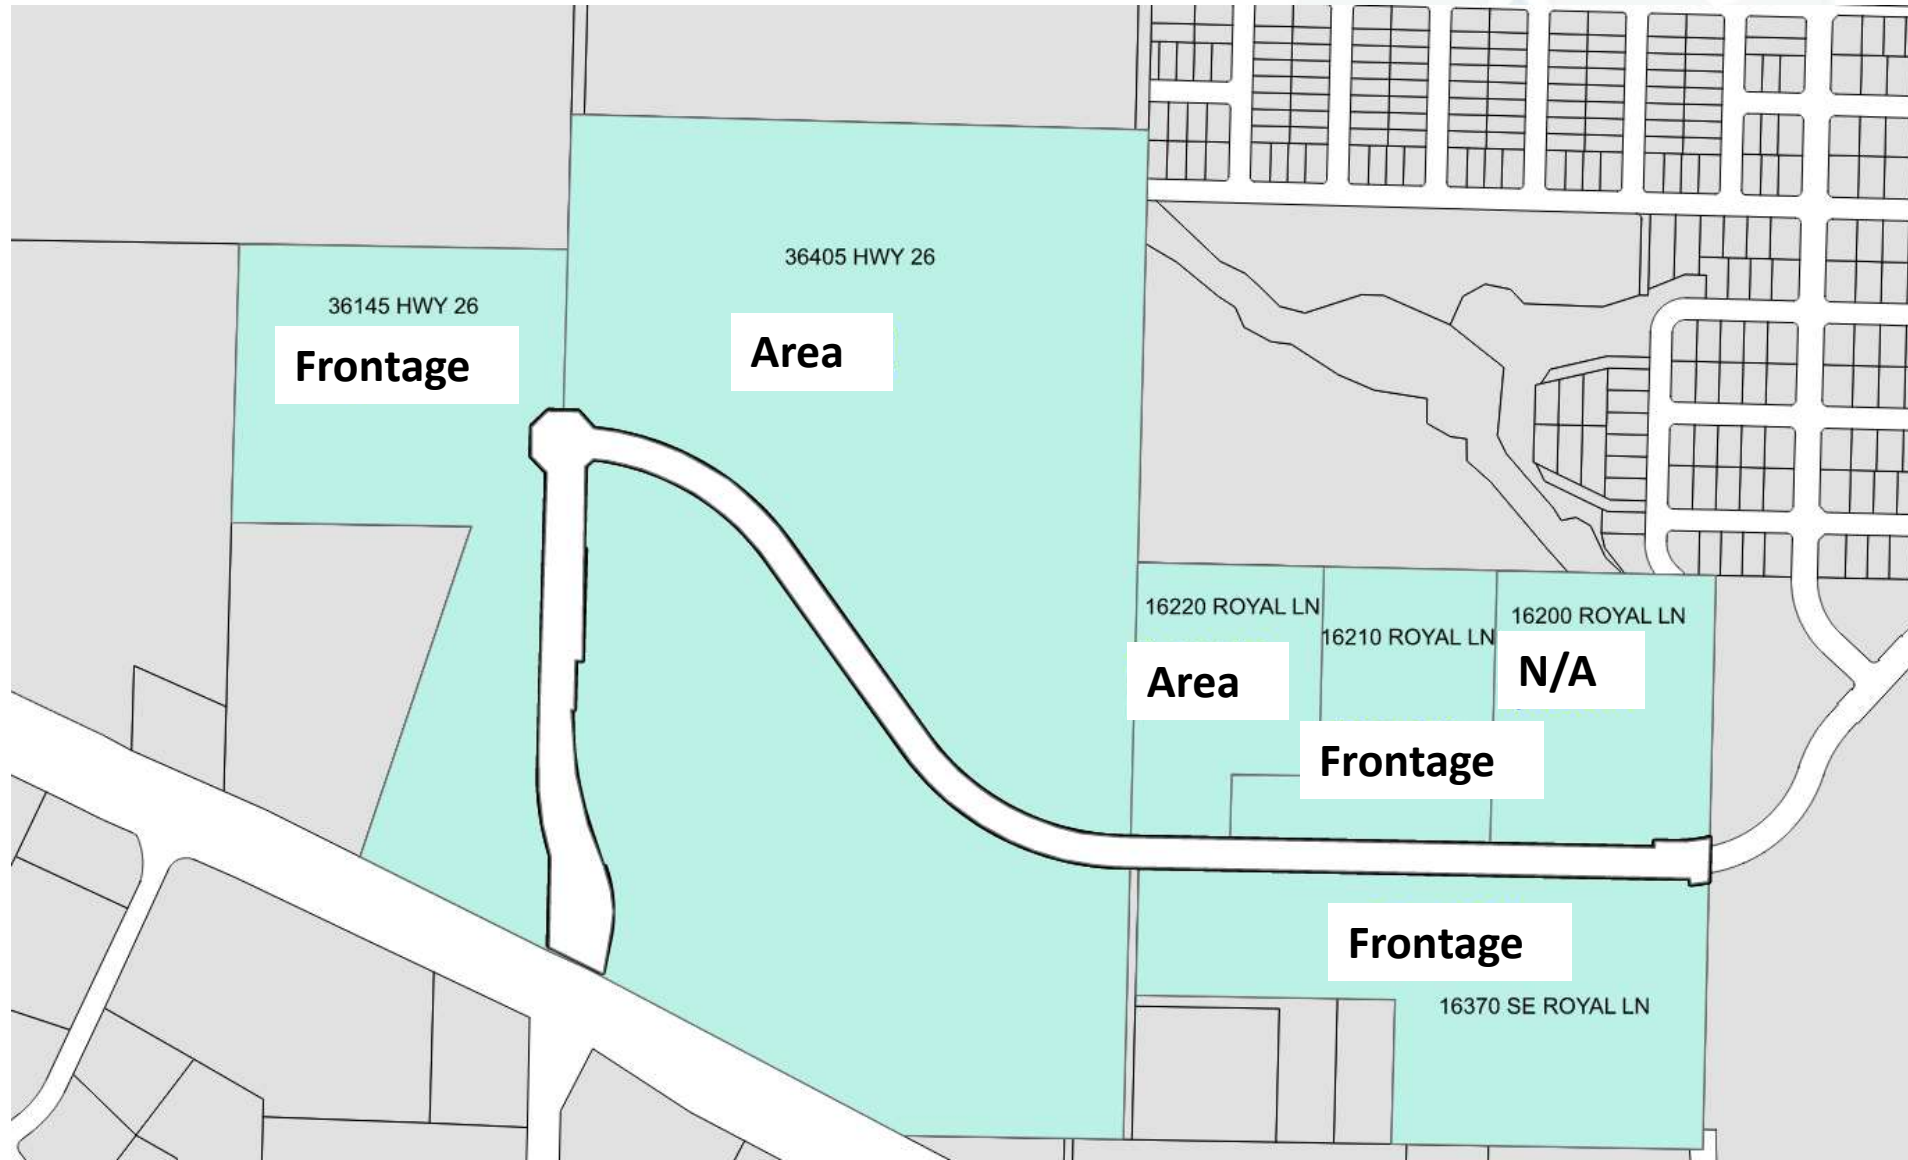 36405 HWY 26
Area
36145 HWY 26
Frontage
16220 ROYAL LN
Area
16210 ROYAL LN
Frontage
16200 ROYAL LN
N/A
Frontage
16370 SE ROYAL LN